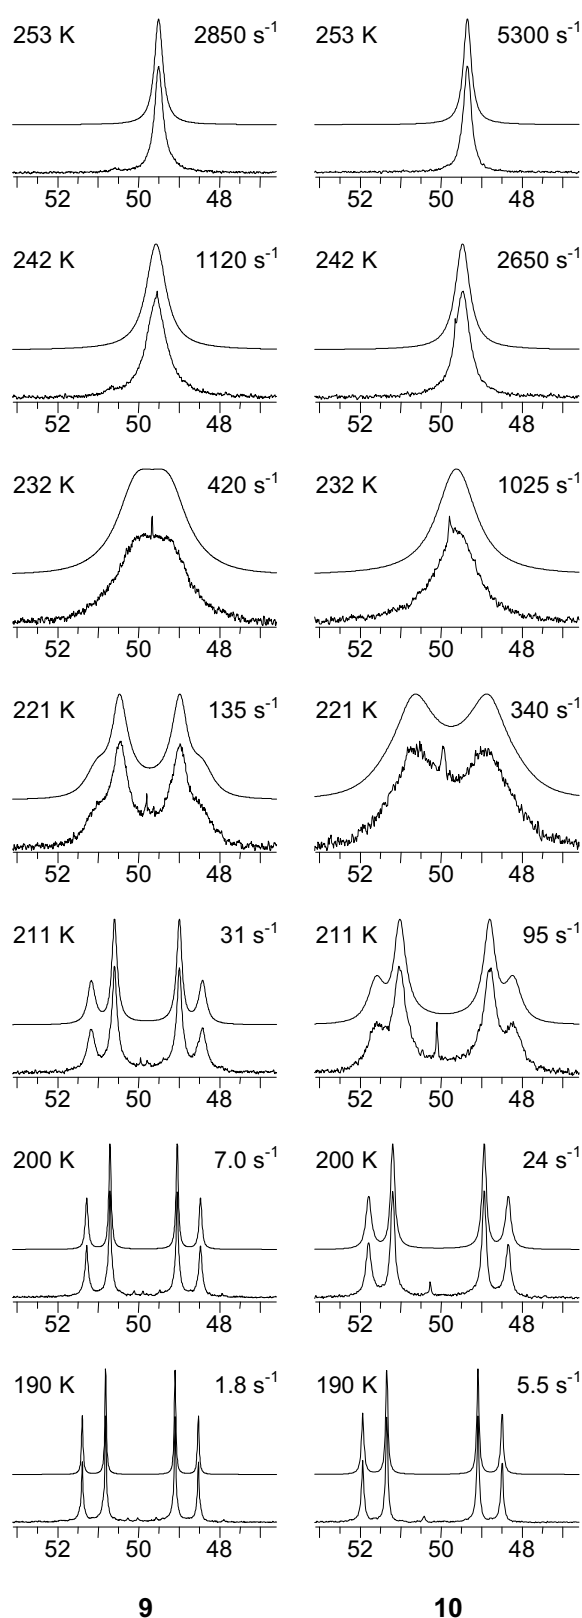 253 K 2850 s-1 253 K 5300 s-1
52 50 48 52 50 48
242 K 1120 s-1 242 K 2650 s-1
52 50 48 52 50 48
232 K 420 s-1 232 K 1025 s-1
52 50 48 52 50 48
221 K 135 s-1 221 K 340 s-1
52 50 48 52 50 48
211 K 31 s-1 211 K 95 s-1
52 50 48 52 50 48
200 K 7.0 s-1 200 K 24 s-1
52 50 48 52 50 48
190 K 1.8 s-1 190 K 5.5 s-1
52 50 48 52 50 48
9 10